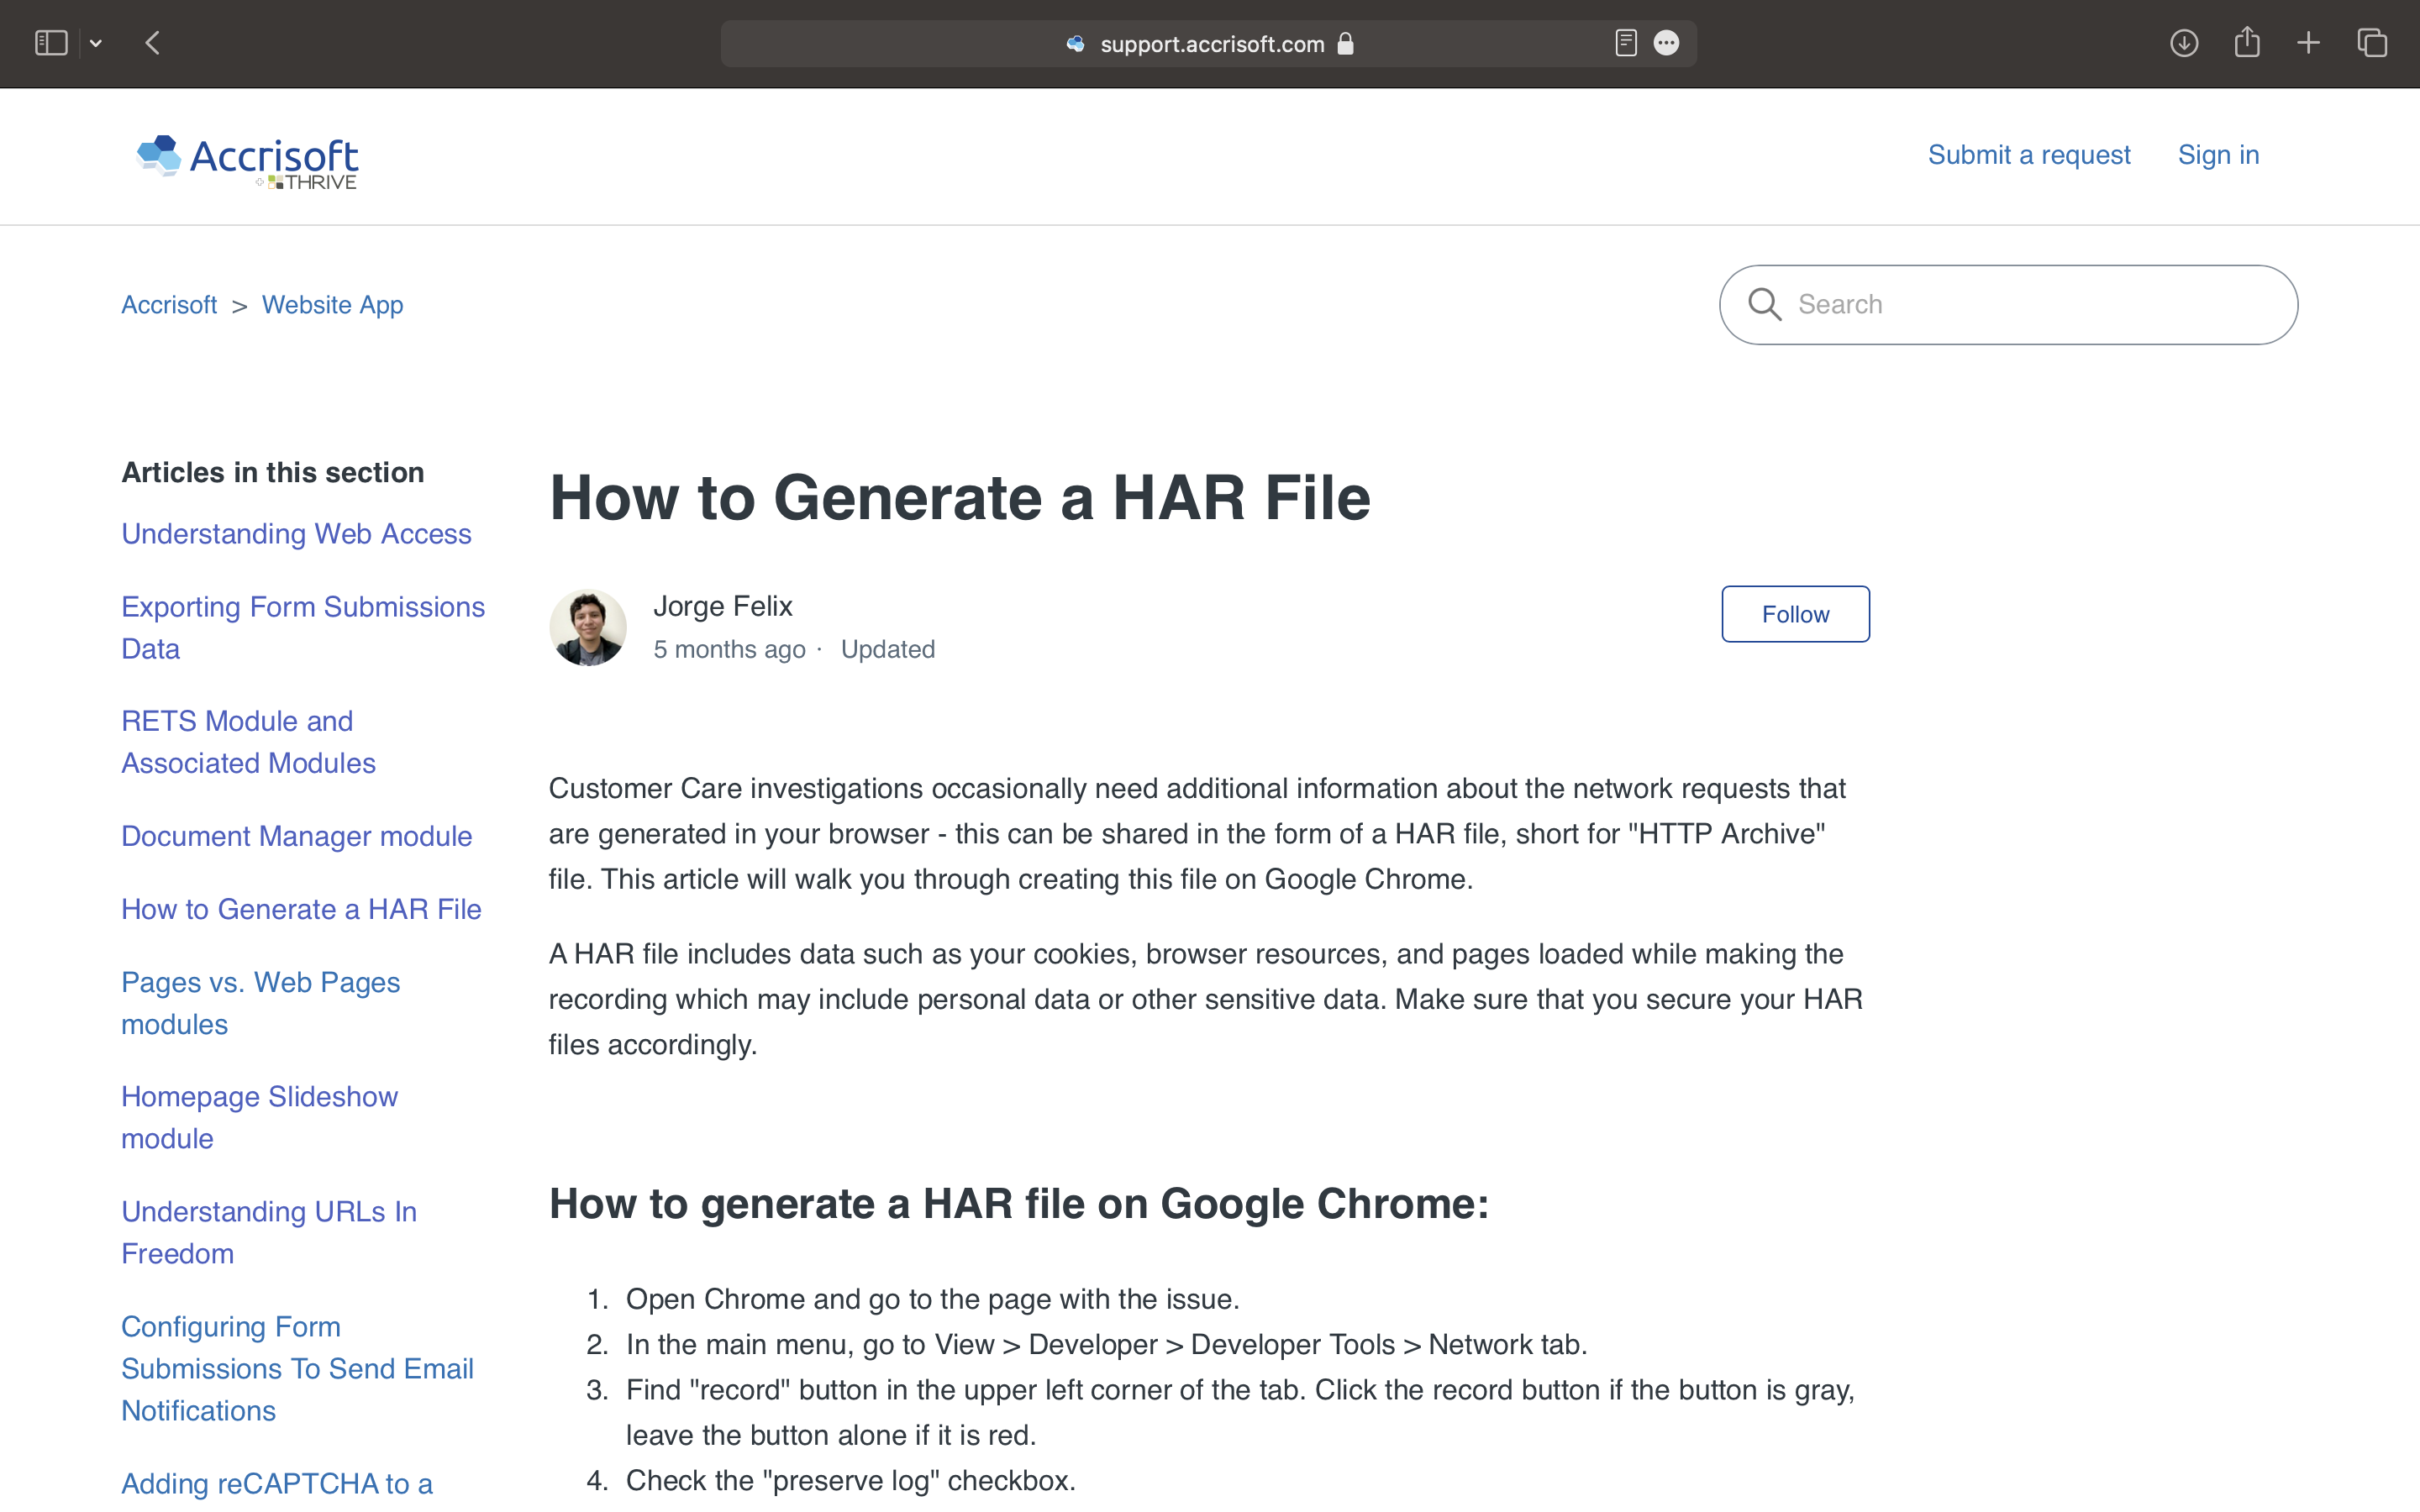 support.accrisoft.com
Accrisoft
THRIVE
Submit a request
Sign in
Accrisoft > Website App
Search
Articles in this section
Understanding Web Access
Exporting Form Submissions
Data
RETS Module and
Associated Modules
Document Manager module
How to Generate a HAR File
Pages vs. Web Pages
modules
Homepage Slideshow
module
Understanding URLs In
Freedom
Configuring Form
Submissions To Send Email
Notifications
Adding reCAPTCHA to a
How to Generate a HAR File
Jorge Felix
5 months ago · Updated
Follow
Customer Care investigations occasionally need additional information about the network requests that
are generated in your browser - this can be shared in the form of a HAR file, short for "HTTP Archive"
file. This article will walk you through creating this file on Google Chrome.
A HAR file includes data such as your cookies, browser resources, and pages loaded while making the
recording which may include personal data or other sensitive data. Make sure that you secure your HAR
files accordingly.
How to generate a HAR file on Google Chrome:
1. Open Chrome and go to the page with the issue.
2. In the main menu, go to View > Developer > Developer Tools > Network tab.
3. Find "record" button in the upper left corner of the tab. Click the record button if the button is gray,
leave the button alone if it is red.
4. Check the "preserve log" checkbox.